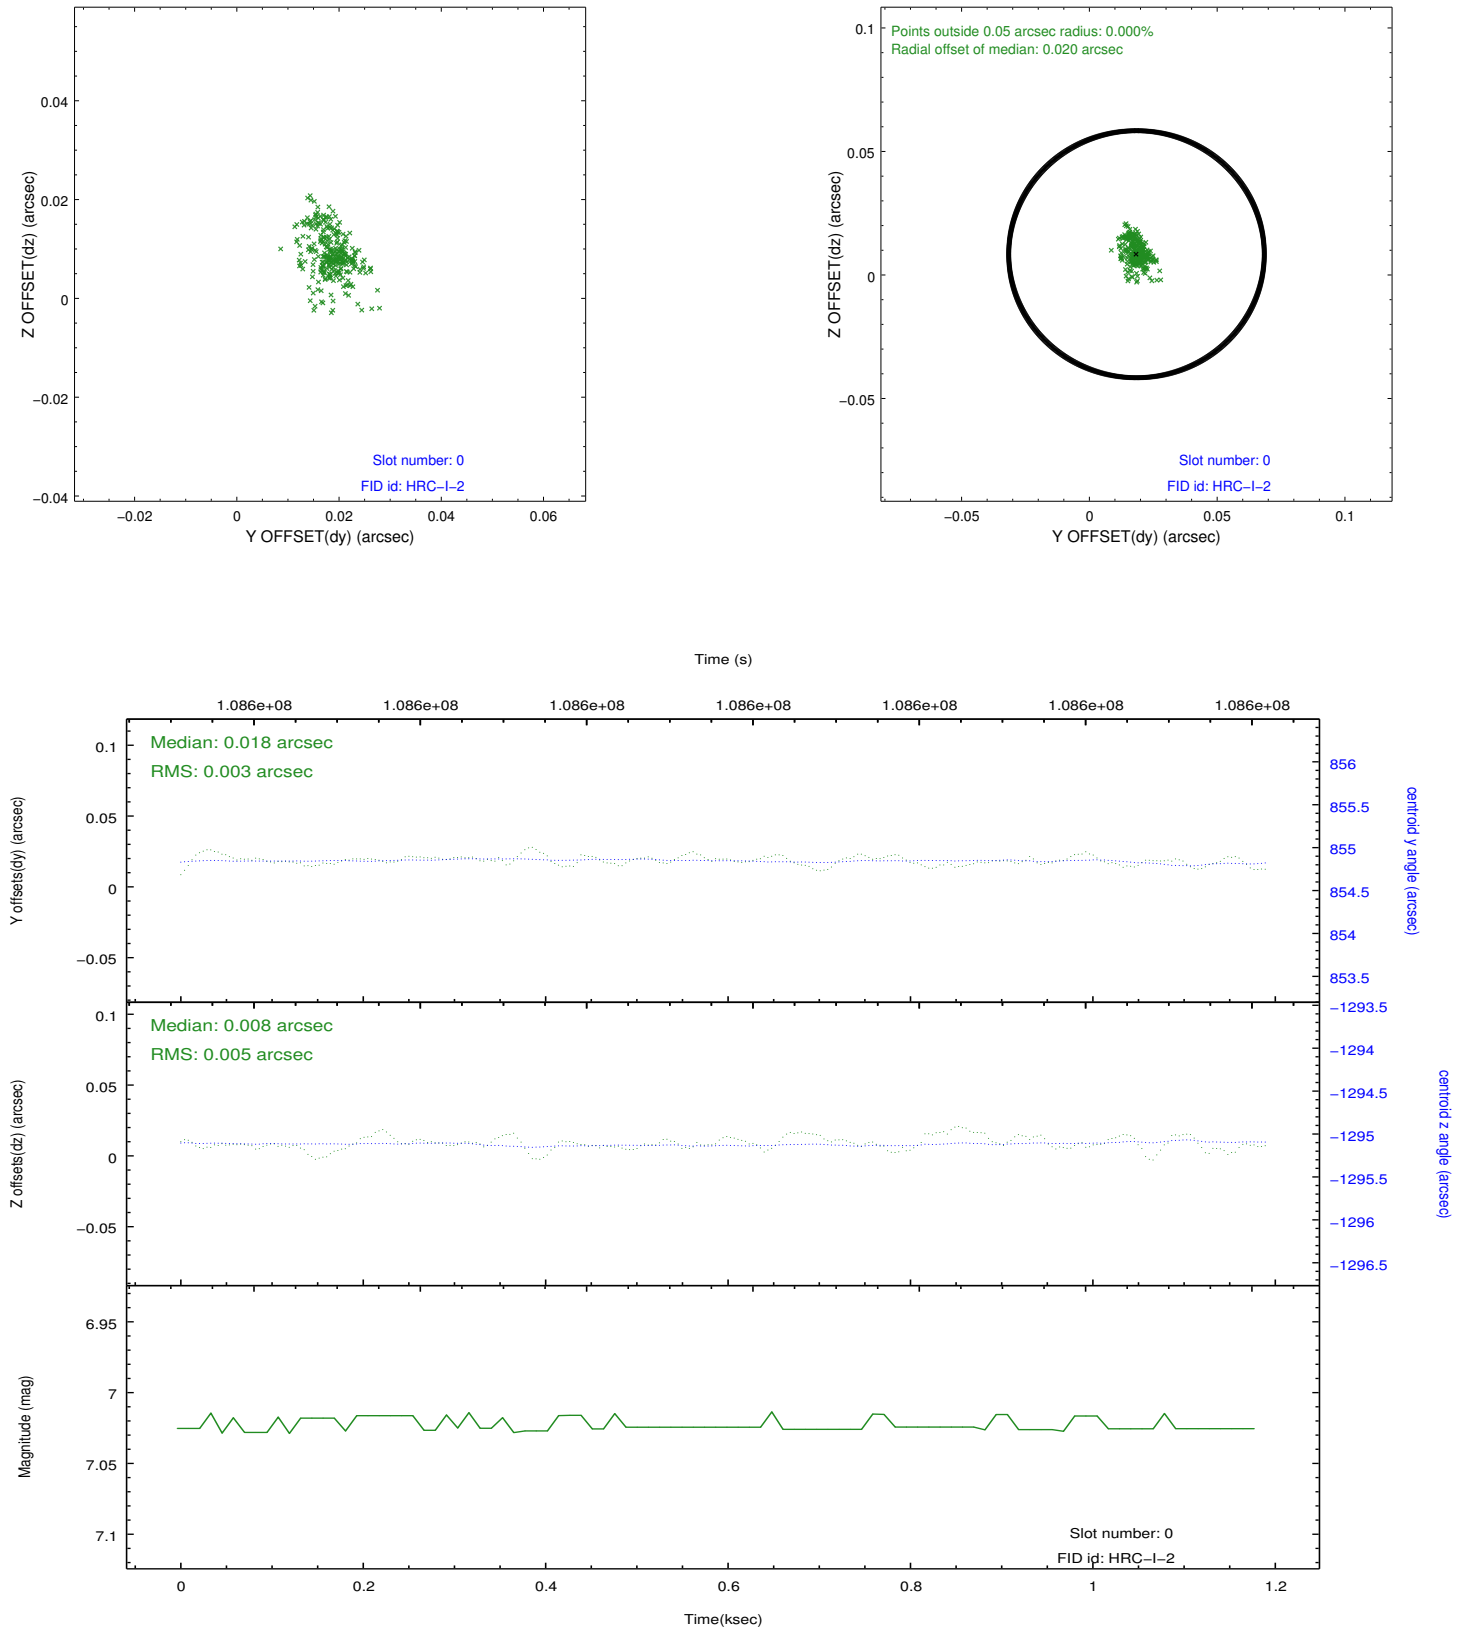 0.04
0.02
0
−0.02
−0.04
Z OFFSET(dz) (arcsec)
Slot number: 0
FID id: HRC−I−2
−0.02 0 0.02 0.04 0.06
Y OFFSET(dy) (arcsec)
Points outside 0.05 arcsec radius: 0.000%
Radial offset of median: 0.020 arcsec
0.1
0.05
0
−0.05
Z OFFSET(dz) (arcsec)
Slot number: 0
FID id: HRC−I−2
−0.05 0 0.05 0.1
Y OFFSET(dy) (arcsec)
Time (s)
1.086e+08 1.086e+08 1.086e+08 1.086e+08 1.086e+08 1.086e+08 1.086e+08
Median: 0.018 arcsec
RMS: 0.003 arcsec
0.1
0.05
0
−0.05
Y offsets(dy) (arcsec)
856
855.5
855
854.5
854
853.5
centroid y angle (arcsec)
Median: 0.008 arcsec
RMS: 0.005 arcsec
0.1
0.05
0
−0.05
Z offsets(dz) (arcsec)
−1293.5
−1294
−1294.5
−1295
−1295.5
−1296
−1296.5
centroid z angle (arcsec)
6.95
7
7.05
7.1
Magnitude (mag)
Slot number: 0
FID id: HRC−I−2
0 0.2 0.4 0.6 0.8 1 1.2
Time(ksec)